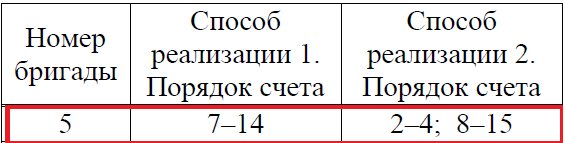 Номер
бригады
Способ
реализации 1.
Порядок счета
Способ
реализации 2.
Порядок счета
5
7–14
2–4; 8–15